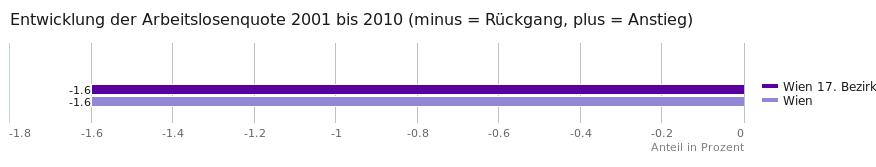 Entwicklung der Arbeitslosenquote 2001 bis 2010 (minus = Rückgang, plus = Anstieg)
-1.6
-1.6
Wien 17. Bezirk
Wien
-1.8 -1.6 -1.4 -1.2 -1 -0.8 -0.6 -0.4 -0.2 0
Anteil in Prozent